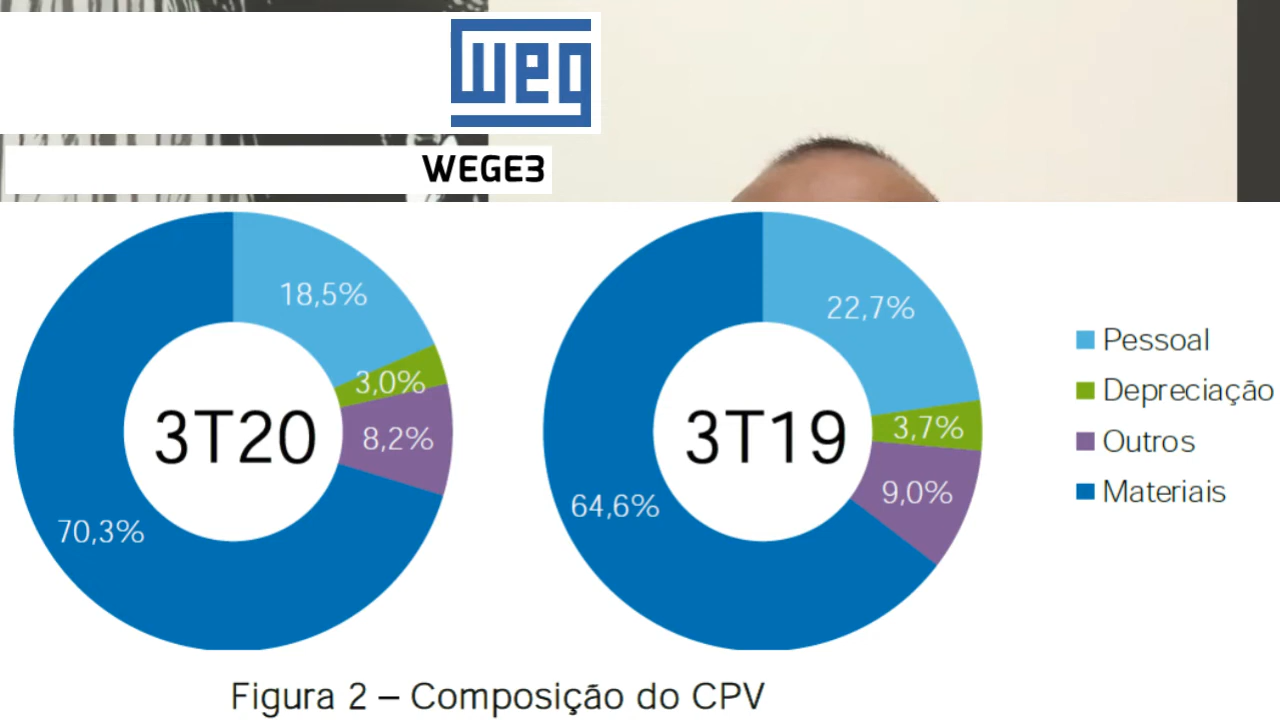 weg
WEGE3
18,5%
3,0%
8,2%
70,3%
3T20
22,7%
3,7%
9,0%
64,6%
3T19
Pessoal
Depreciação
Outros
Materiais
Figura 2 – Composição do CPV